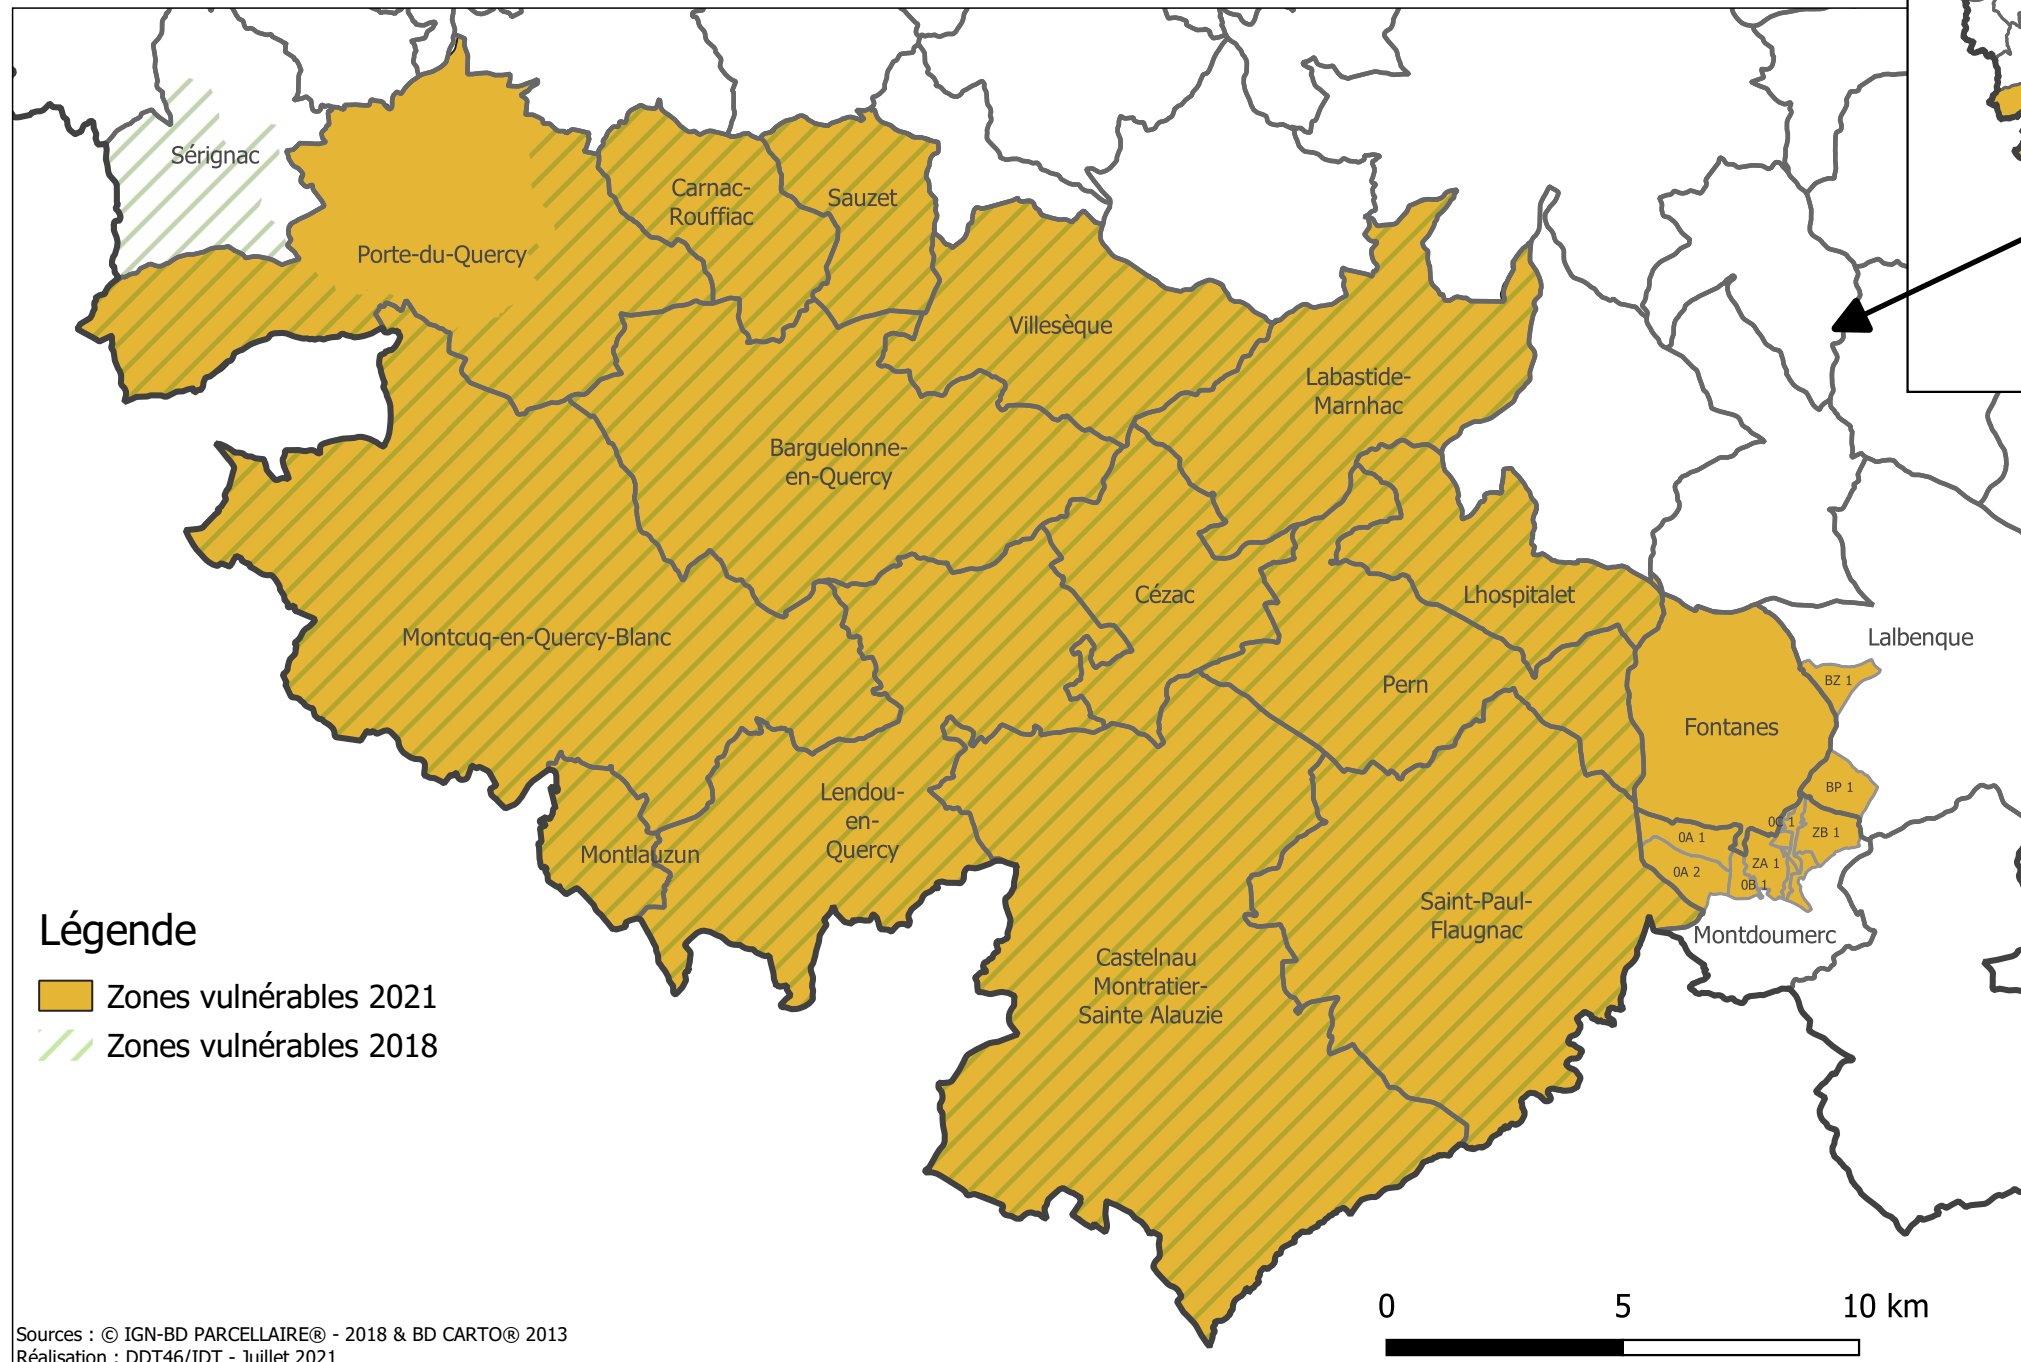 Sérignac
Carnac-
Rouffiac
Sauzet
Porte-du-Quercy
Villesèque
Labastide-
Marnhac
Barguelonne-
en-Quercy
Cézac
Lhospitalet
Montcuq-en-Quercy-Blanc
Lalbenque
Pern
BZ 1
Fontanes
BP 1
Lendou-
en-
Quercy
0A 1
ZB 1
Montlauzun
ZA 1
0A 2
0B 1
Saint-Paul-
Flaugnac
Montdoumerc
Castelnau
Montratier-
Sainte Alauzie
Légende
Zones vulnérables 2021
Zones vulnérables 2018
0 5 10 km
Sources : © IGN-BD PARCELLAIRE® - 2018 & BD CARTO® 2013
Réalisation : DDT46/IDT - Juillet 2021